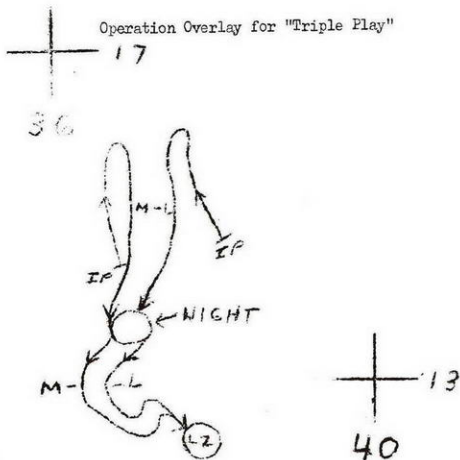 Operation Overlay for "Triple Play"
17
36
M-L
IP
IP
NIGHT
M-
-L
13
LZ
40